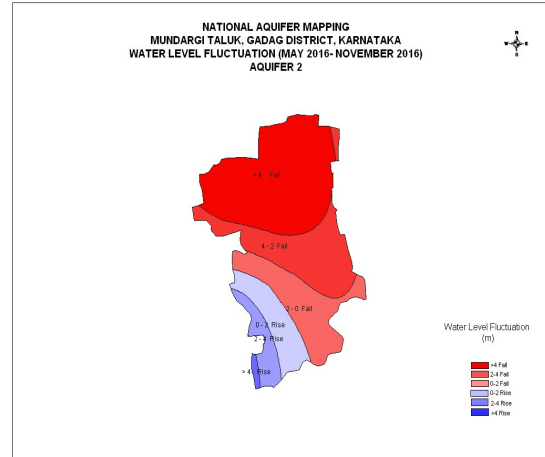 NATIONAL AQUIFER MAPPING
MUNDARGI TALUK, GADAG DISTRICT, KARNATAKA
WATER LEVEL FLUCTUATION (MAY 2016- NOVEMBER 2016)
AQUIFER 2
N
W E
S
> 4 Fall
4 - 2 Fall
2 - 0 Fall
0 - 2 Rise
2 - 4 Rise
> 4 Rise
Water Level Fluctuation
(m)
>4 Fall
2-4 Fall
0-2 Fall
0-2 Rise
2-4 Rise
>4 Rise